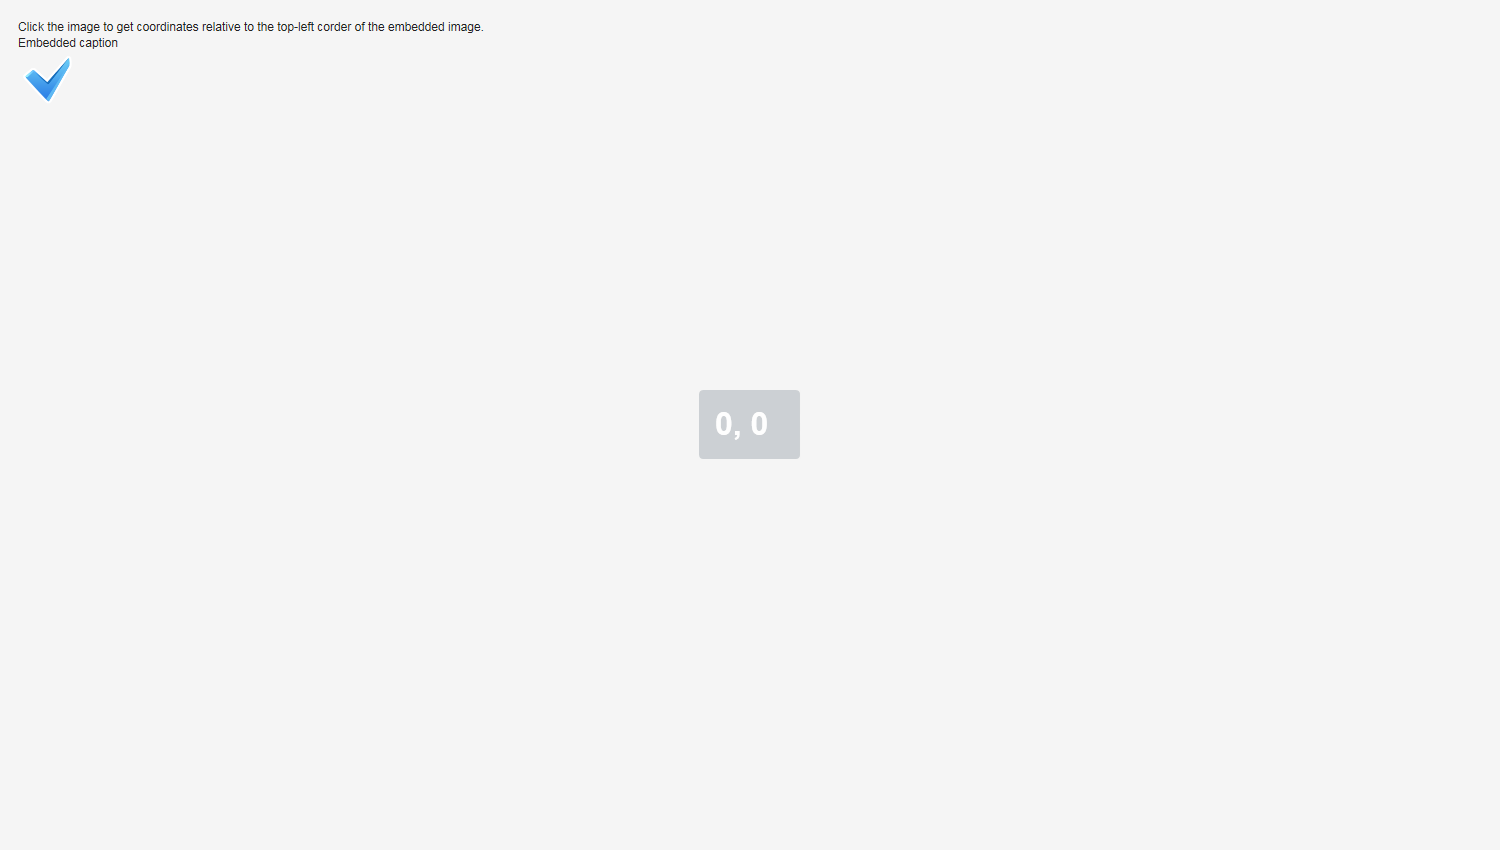 Click the image to get coordinates relative to the top-left corder of the embedded image.
Embedded caption
0, 0